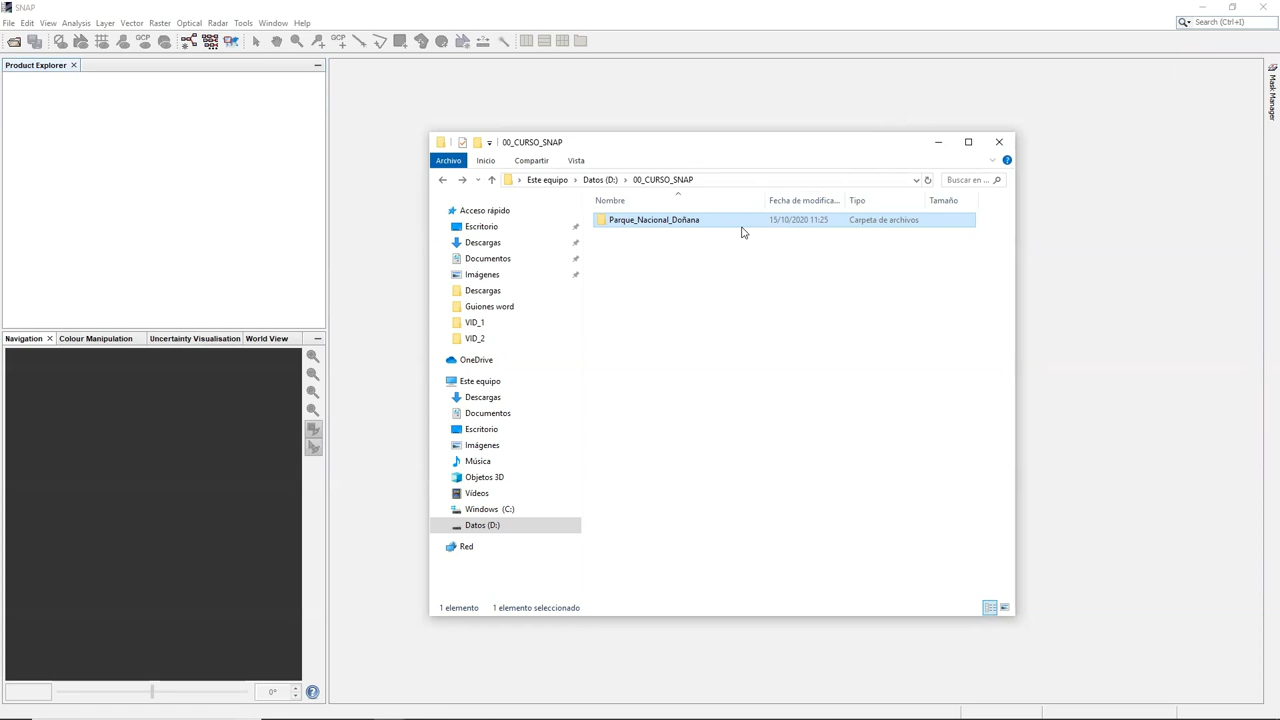 SNAP
File Edit View Analysis Layer Vector Raster Optical Radar Tools Window Help
Search (Ctrl+I)
GCP GCP
Product Explorer
Mask Manager
00_CURSO_SNAP
Archivo Inicio Compartir Vista
Este equipo Datos (D:) 00_CURSO_SNAP
Buscar en ...
Nombre Fecha de modifica... Tipo Tamaño
Parque_Nacional_Doñana 15/10/2020 11:25 Carpeta de archivos
Acceso rápido
Escritorio
Descargas
Documentos
Imágenes
Descargas
Guiones word
VID_1
VID_2
OneDrive
Este equipo
Descargas
Documentos
Escritorio
Imágenes
Música
Objetos 3D
Vídeos
Windows (C:)
Datos (D:)
Red
1 elemento 1 elemento seleccionado
Navigation Colour Manipulation Uncertainty Visualisation World View
0°